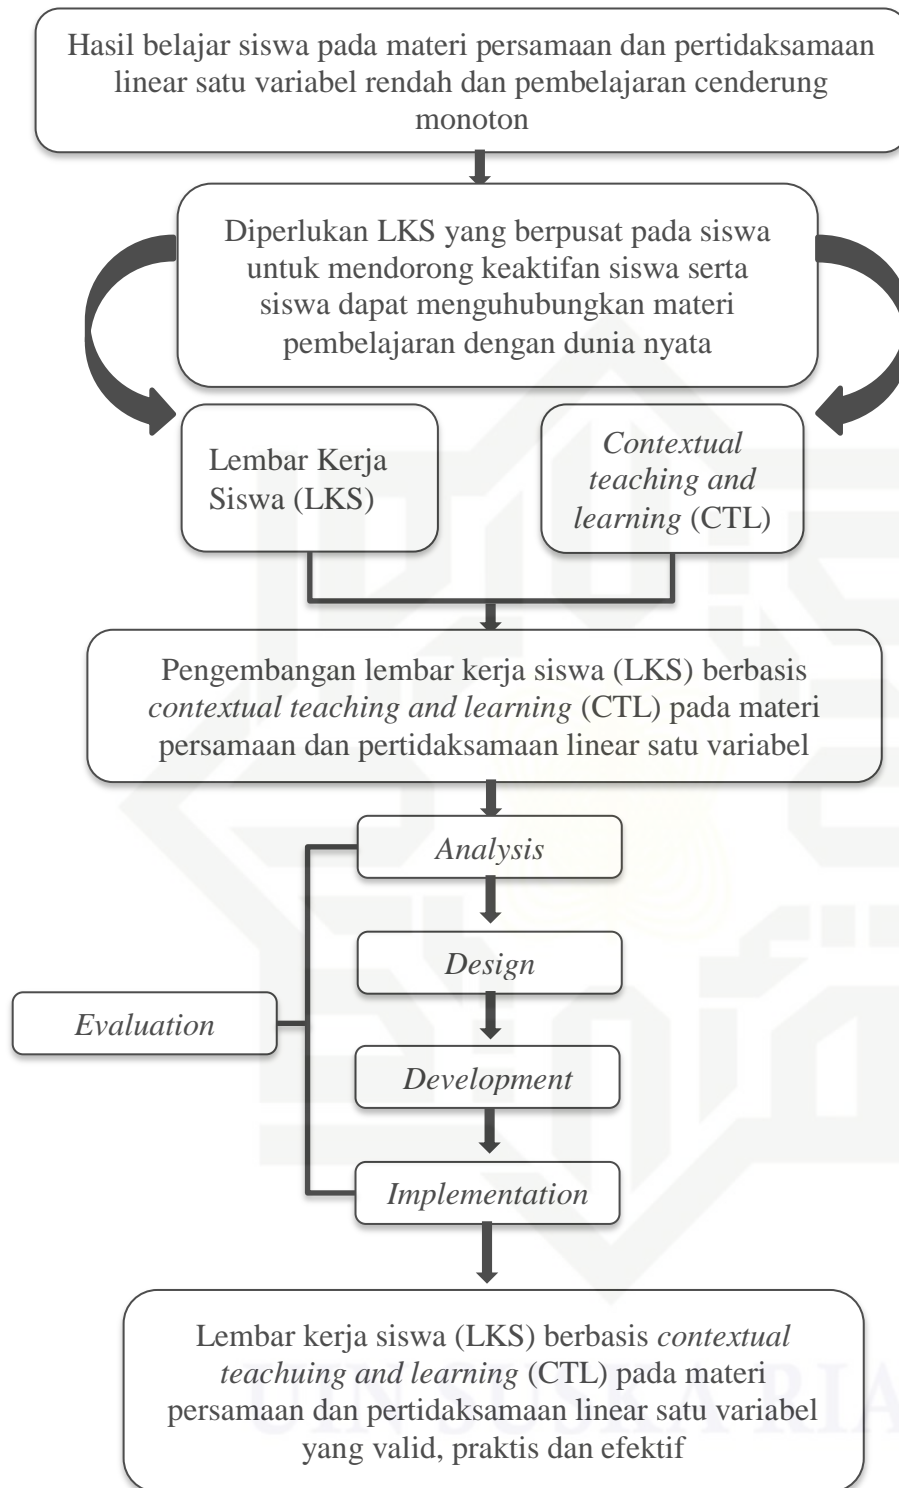 Hasil belajar siswa pada materi persamaan dan pertidaksamaan
linear satu variabel rendah dan pembelajaran cenderung
monoton
Diperlukan LKS yang berpusat pada siswa
untuk mendorong keaktifan siswa serta
siswa dapat menguhubungkan materi
pembelajaran dengan dunia nyata
Lembar Kerja
Siswa (LKS)
Contextual
teaching and
learning (CTL)
Pengembangan lembar kerja siswa (LKS) berbasis
contextual teaching and learning (CTL) pada materi
persamaan dan pertidaksamaan linear satu variabel
Analysis
Design
Evaluation
Development
Implementation
Lembar kerja siswa (LKS) berbasis contextual
teachuing and learning (CTL) pada materi
persamaan dan pertidaksamaan linear satu variabel
yang valid, praktis dan efektif
UIN SUSKA RIA